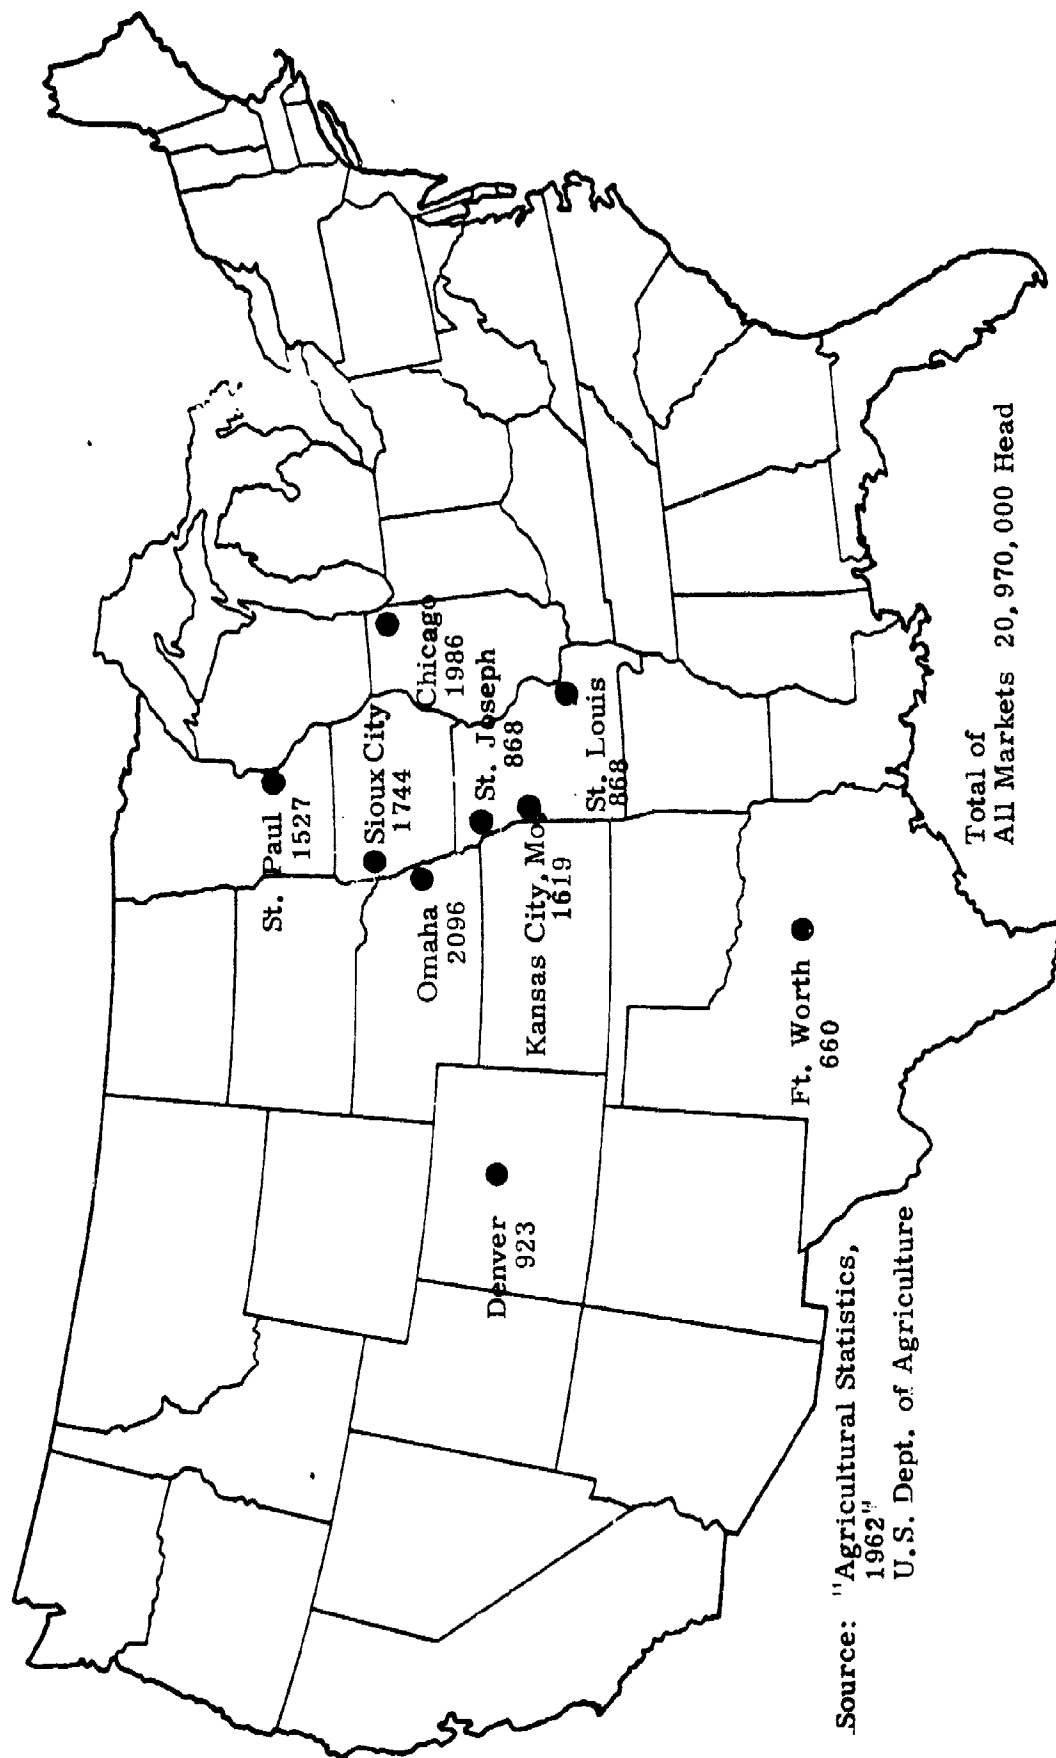 St. Paul
1527
Sioux City
1744
Chicago
1986
Omaha
2096
St. Joseph
868
Kansas City, Mo
1619
St. Louis
868
Denver
923
Ft. Worth
660
Total of
All Markets 20,970,000 Head
Source: "Agricultural Statistics,
1962"
U.S. Dept. of Agriculture